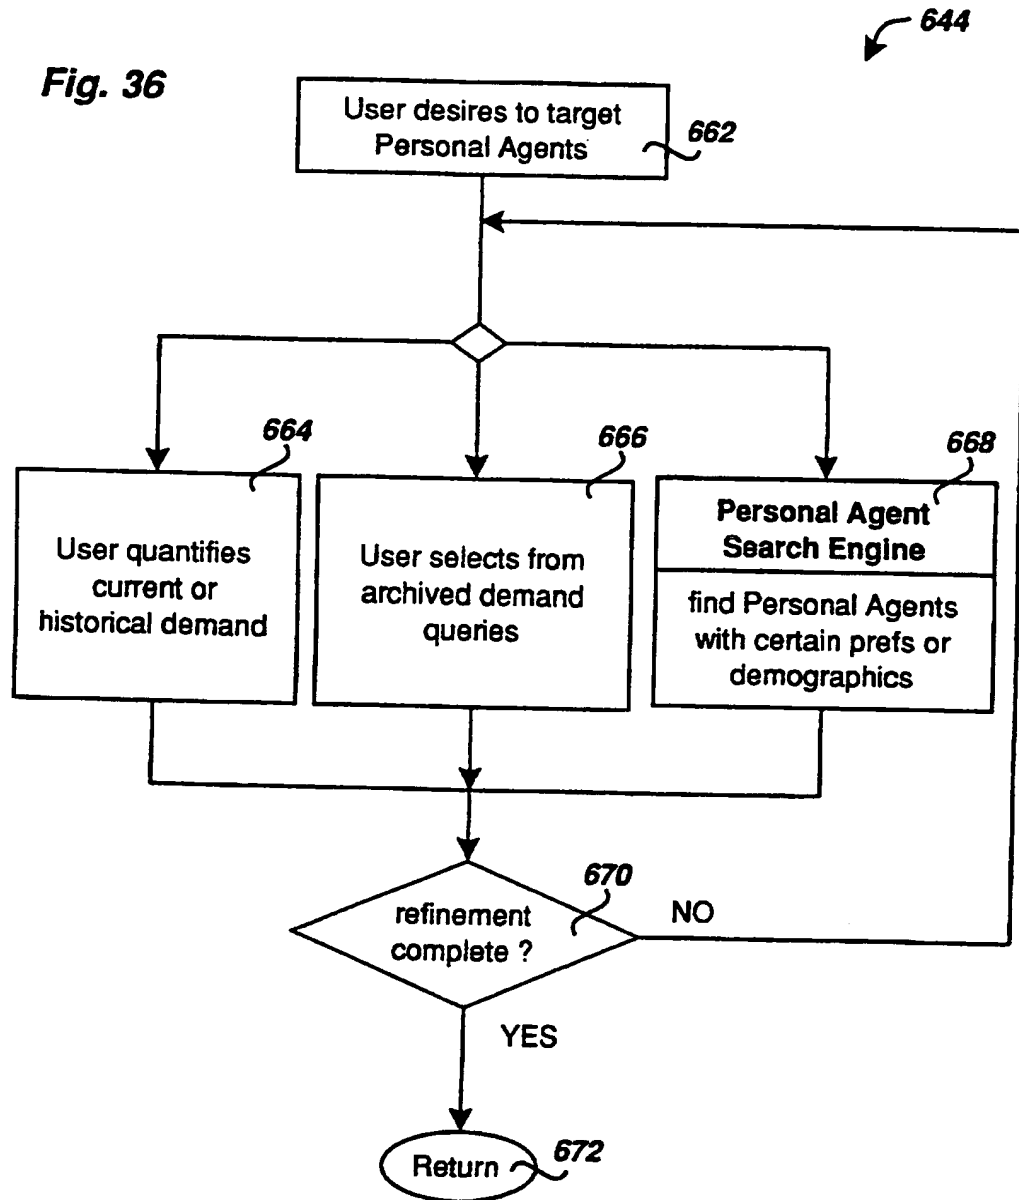 644
Fig. 36
User desires to target
Personal Agents
662
664
666
668
User quantifies
current or
historical demand
User selects from
archived demand
queries
Personal Agent
Search Engine
find Personal Agents
with certain prefs or
demographics
670
refinement
complete ?
NO
YES
Return
672